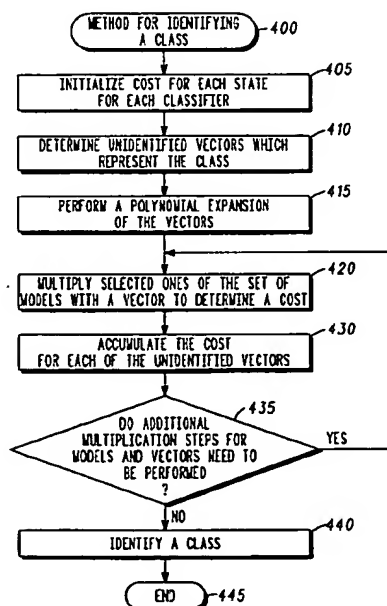 METHOD FOR IDENTIFYING
A CLASS
400
405
INITIALIZE COST FOR EACH STATE
FOR EACH CLASSIFIER
410
DETERMINE UNIDENTIFIED VECTORS WHICH
REPRESENT THE CLASS
415
PERFORM A POLYNOMIAL EXPANSION
OF THE VECTORS
420
MULTIPLY SELECTED ONES OF THE SET OF
MODELS WITH A VECTOR TO DETERMINE A COST
430
ACCUMULATE THE COST
FOR EACH OF THE UNIDENTIFIED VECTORS
435
DO ADDITIONAL
MULTIPLICATION STEPS FOR
MODELS AND VECTORS NEED TO
BE PERFORMED
?
YES
NO
440
IDENTIFY A CLASS
END
445